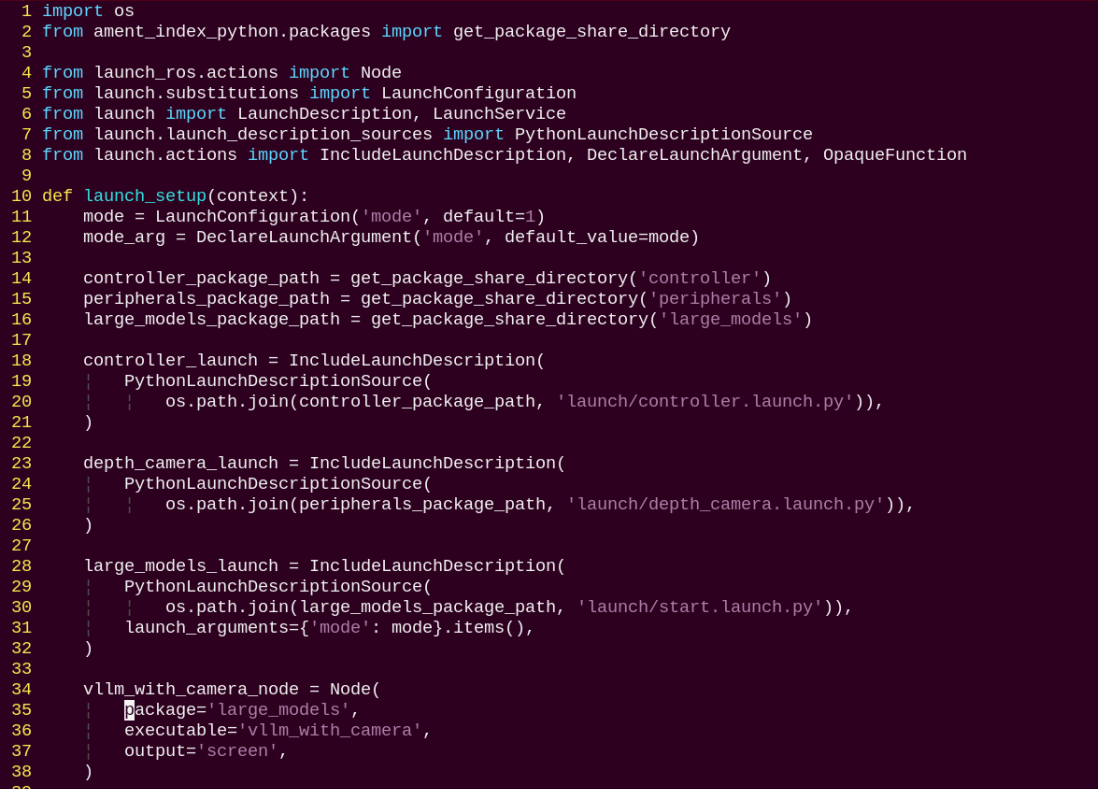 1 import os
2 from ament_index_python.packages import get_package_share_directory
3
4 from launch_ros.actions import Node
5 from launch.substitutions import LaunchConfiguration
6 from launch import LaunchDescription, LaunchService
7 from launch.launch_description_sources import PythonLaunchDescriptionSource
8 from launch.actions import IncludeLaunchDescription, DeclareLaunchArgument, OpaqueFunction
9
10 def launch_setup(context):
11     mode = LaunchConfiguration('mode', default=1)
12     mode_arg = DeclareLaunchArgument('mode', default_value=mode)
13
14     controller_package_path = get_package_share_directory('controller')
15     peripherals_package_path = get_package_share_directory('peripherals')
16     large_models_package_path = get_package_share_directory('large_models')
17
18     controller_launch = IncludeLaunchDescription(
19     ¦   PythonLaunchDescriptionSource(
20     ¦   ¦   os.path.join(controller_package_path, 'launch/controller.launch.py')),
21     )
22
23     depth_camera_launch = IncludeLaunchDescription(
24     ¦   PythonLaunchDescriptionSource(
25     ¦   ¦   os.path.join(peripherals_package_path, 'launch/depth_camera.launch.py')),
26     )
27
28     large_models_launch = IncludeLaunchDescription(
29     ¦   PythonLaunchDescriptionSource(
30     ¦   ¦   os.path.join(large_models_package_path, 'launch/start.launch.py')),
31     ¦   launch_arguments={'mode': mode}.items(),
32     )
33
34     vllm_with_camera_node = Node(
35     ¦   package='large_models',
36     ¦   executable='vllm_with_camera',
37     ¦   output='screen',
38     )